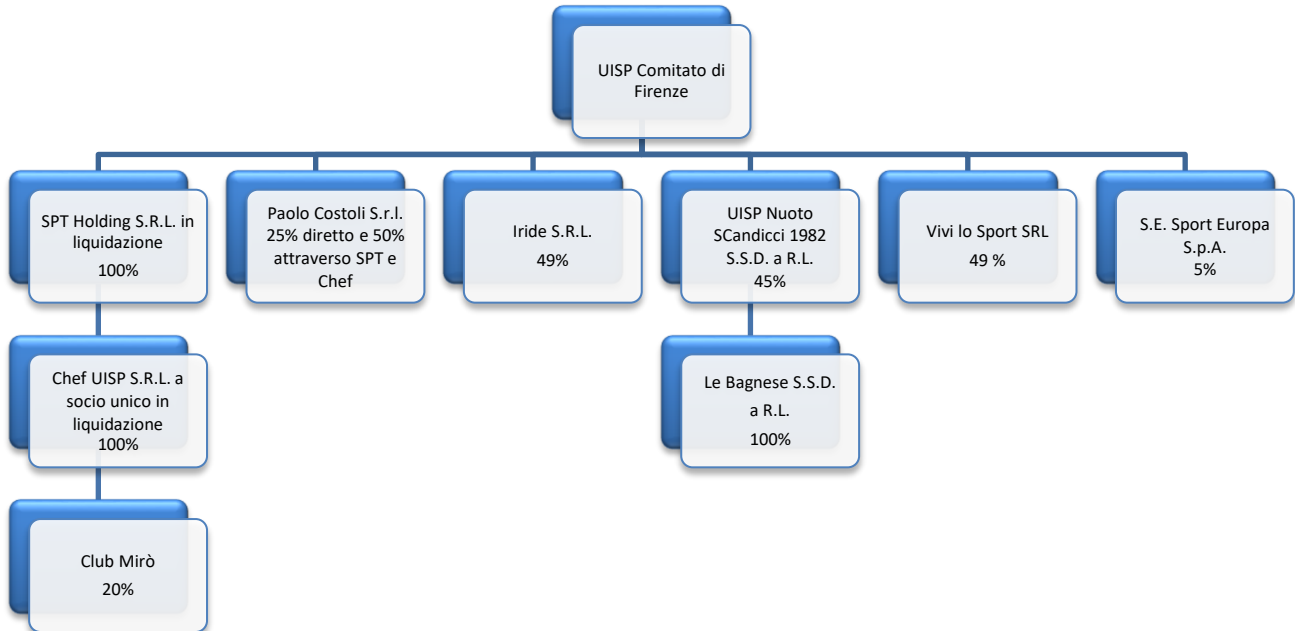 UISP Comitato di
Firenze
SPT Holding S.R.L. in
liquidazione
100%
Paolo Costoli S.r.l.
25% diretto e 50%
attraverso SPT e
Chef
Iride S.R.L.
49%
UISP Nuoto
SCandicci 1982
S.S.D. a R.L.
45%
Vivi lo Sport SRL
49 %
S.E. Sport Europa
S.p.A.
5%
Chef UISP S.R.L. a
socio unico in
liquidazione
100%
Le Bagnese S.S.D.
a R.L.
100%
Club Mirò
20%